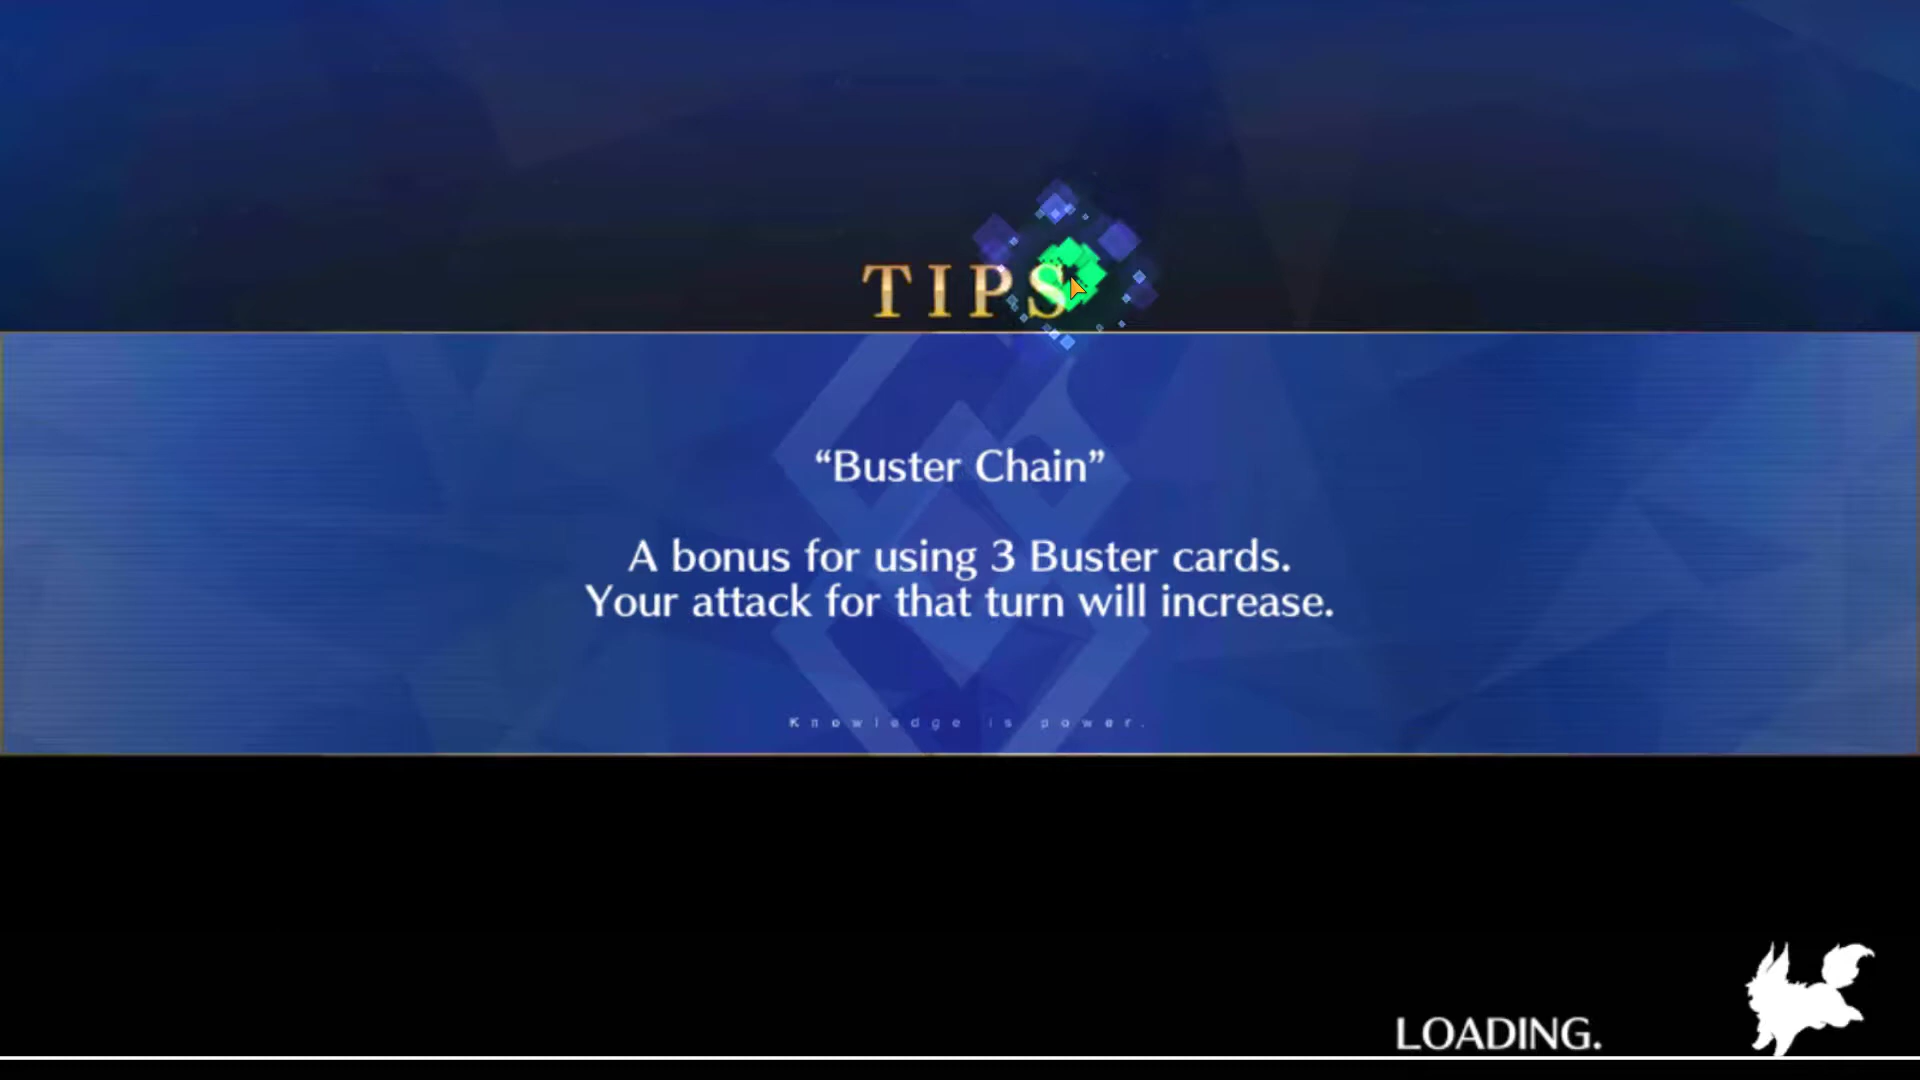 TIPS
“Buster Chain”
A bonus for using 3 Buster cards.
Your attack for that turn will increase.
Knowledge is power.
LOADING.